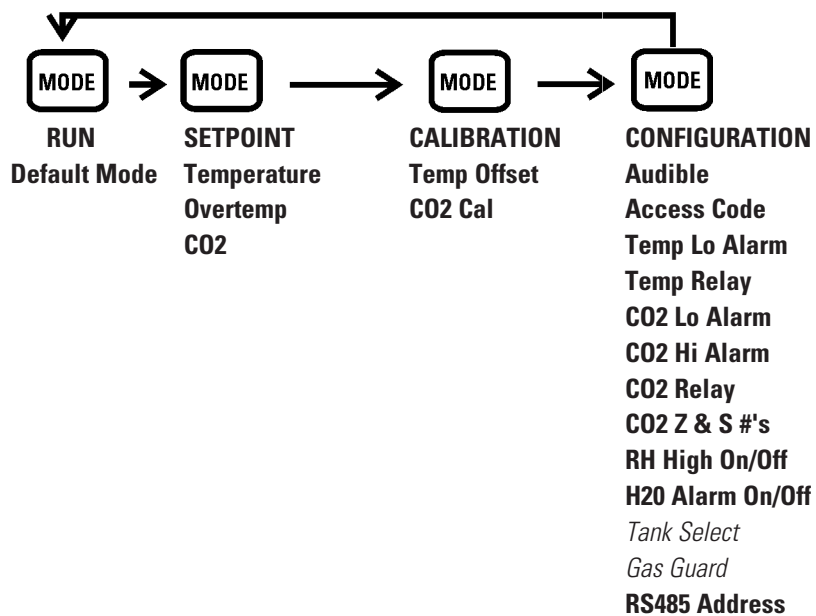 MODE MODE MODE MODE
RUN SETPOINT CALIBRATION CONFIGURATION
Default Mode Temperature Temp Offset Audible
Overtemp CO2 Cal Access Code
CO2 Temp Lo Alarm
Temp Relay
CO2 Lo Alarm
CO2 Hi Alarm
CO2 Relay
CO2 Z & S #'s
RH High On/Off
H20 Alarm On/Off
Tank Select
Gas Guard
RS485 Address